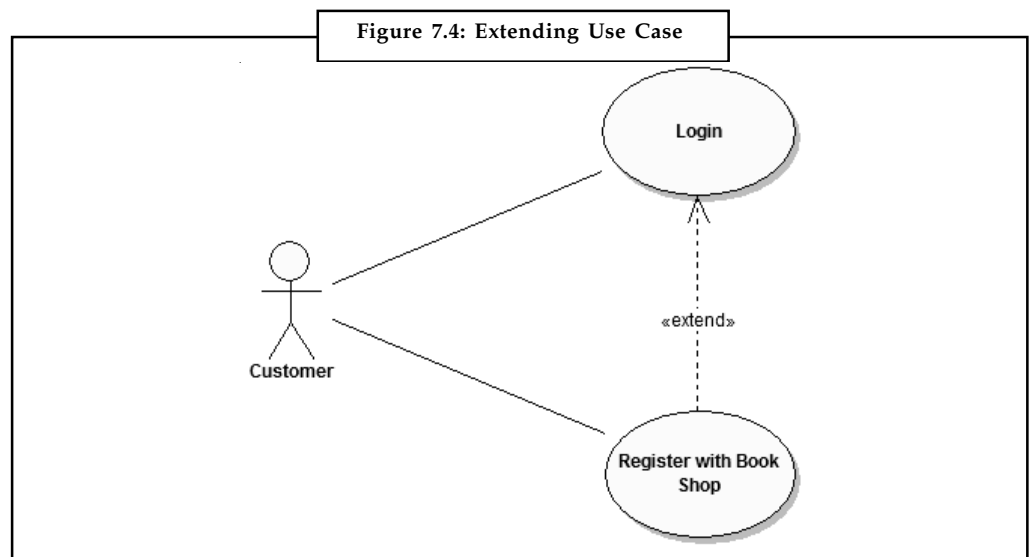 Figure 7.4: Extending Use Case
Login
«extend»
Customer
Register with Book
Shop